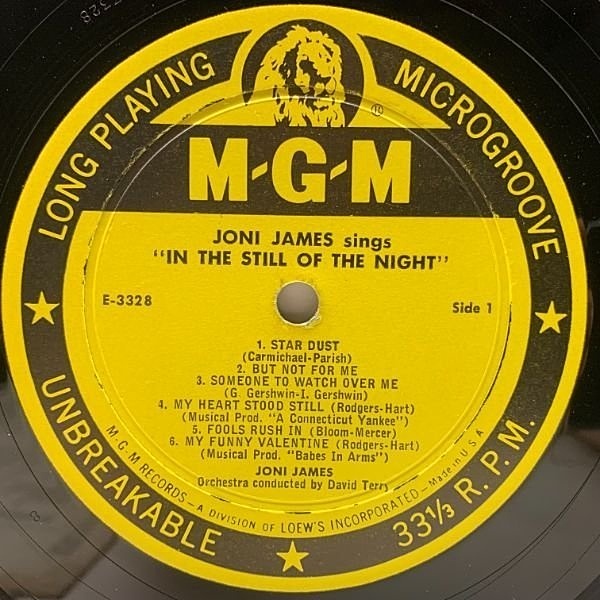 LONG PLAYING MICROGROOVE
M-G-M
JONI JAMES sings
"IN THE STILL OF THE NIGHT"
E-3328
Side 1
1. STAR DUST
(Carmichael-Parish)
2. BUT NOT FOR ME
3. SOMEONE TO WATCH OVER ME
(G. Gershwin-I. Gershwin)
4. MY HEART STOOD STILL (Rodgers-Hart)
(Musical Prod. "A Connecticut Yankee")
5. FOOLS RUSH IN (Bloom-Mercer)
6. MY FUNNY VALENTINE (Rodgers-Hart)
(Musical Prod. "Babes In Arms")
JONI JAMES
Orchestra conducted by David Terry
M-G-M RECORDS — A DIVISION OF LOEW'S INCORPORATED — Made in U.S.A
UNBREAKABLE
33⅓ R.P.M.